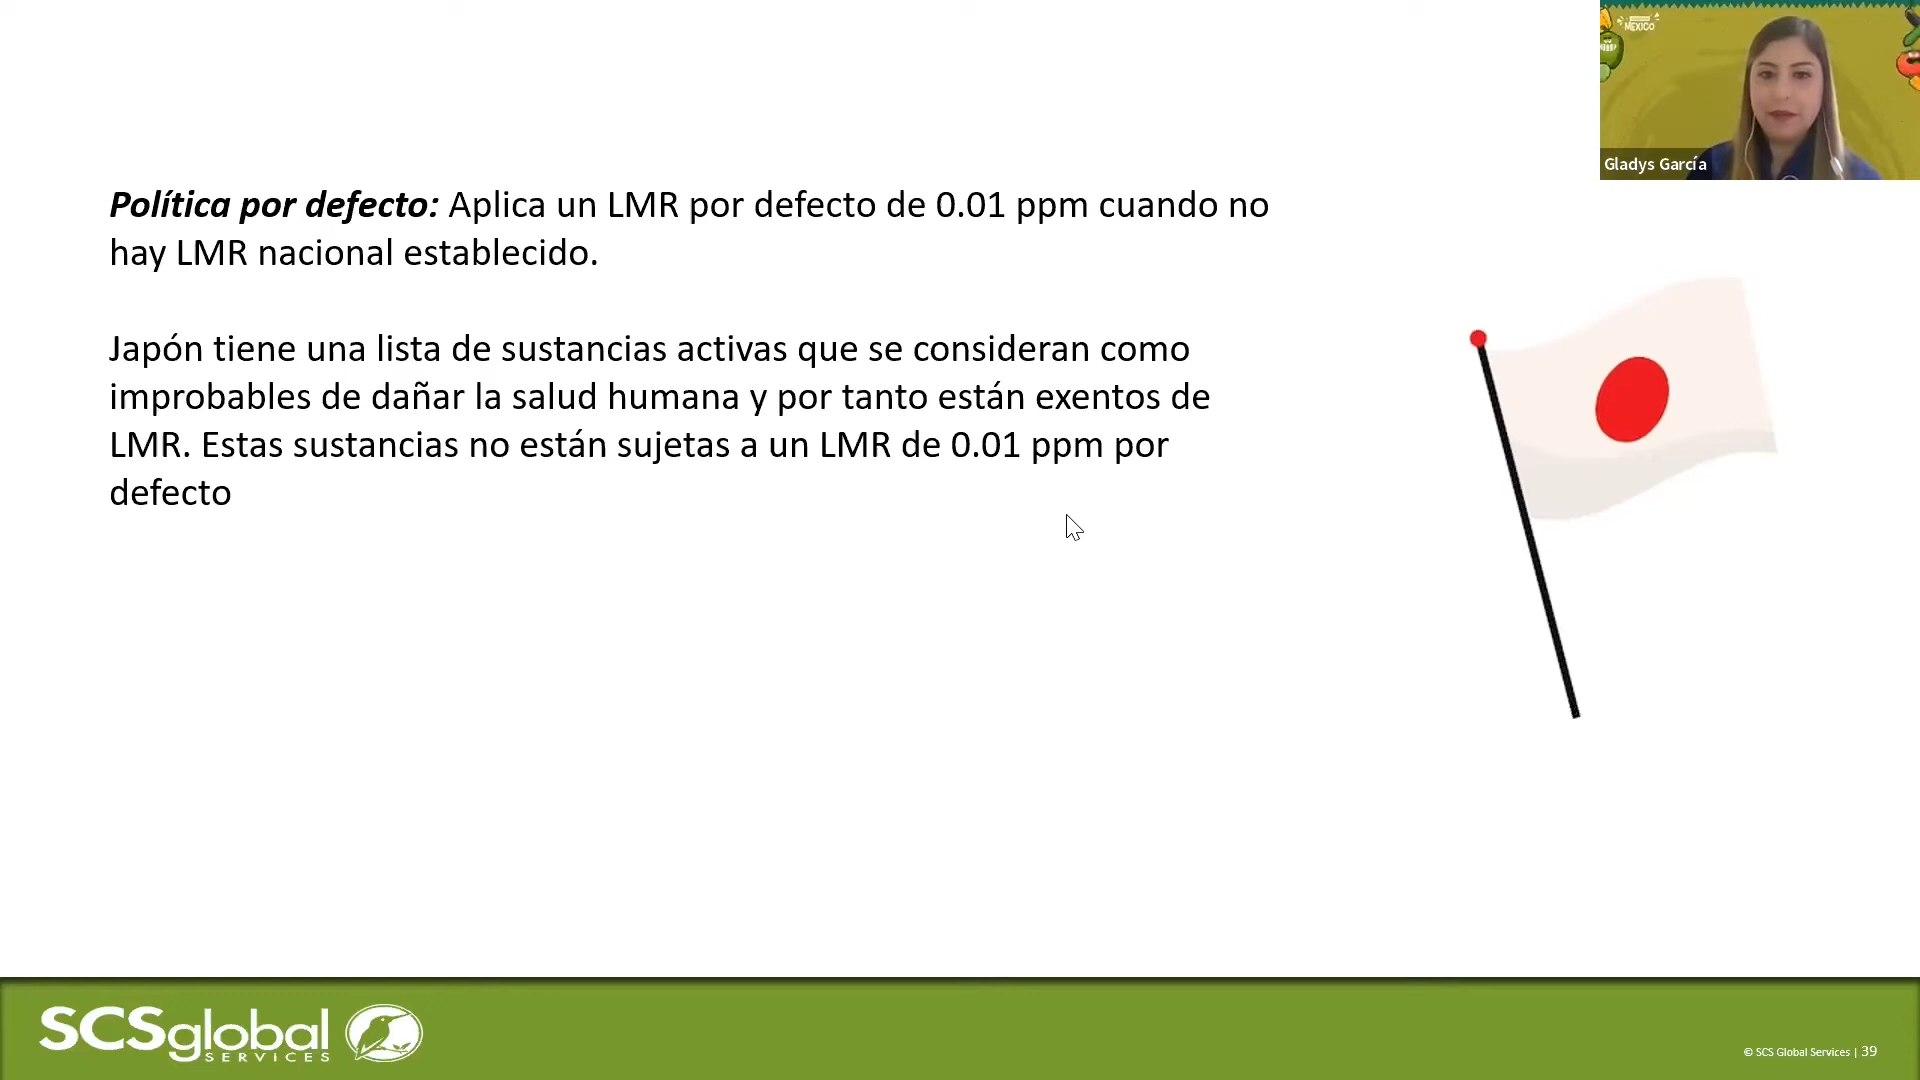 MÉXICO
Gladys García
Política por defecto: Aplica un LMR por defecto de 0.01 ppm cuando no
hay LMR nacional establecido.
Japón tiene una lista de sustancias activas que se consideran como
improbables de dañar la salud humana y por tanto están exentos de
LMR. Estas sustancias no están sujetas a un LMR de 0.01 ppm por
defecto
SCSglobal
SERVICES
© SCS Global Services | 39